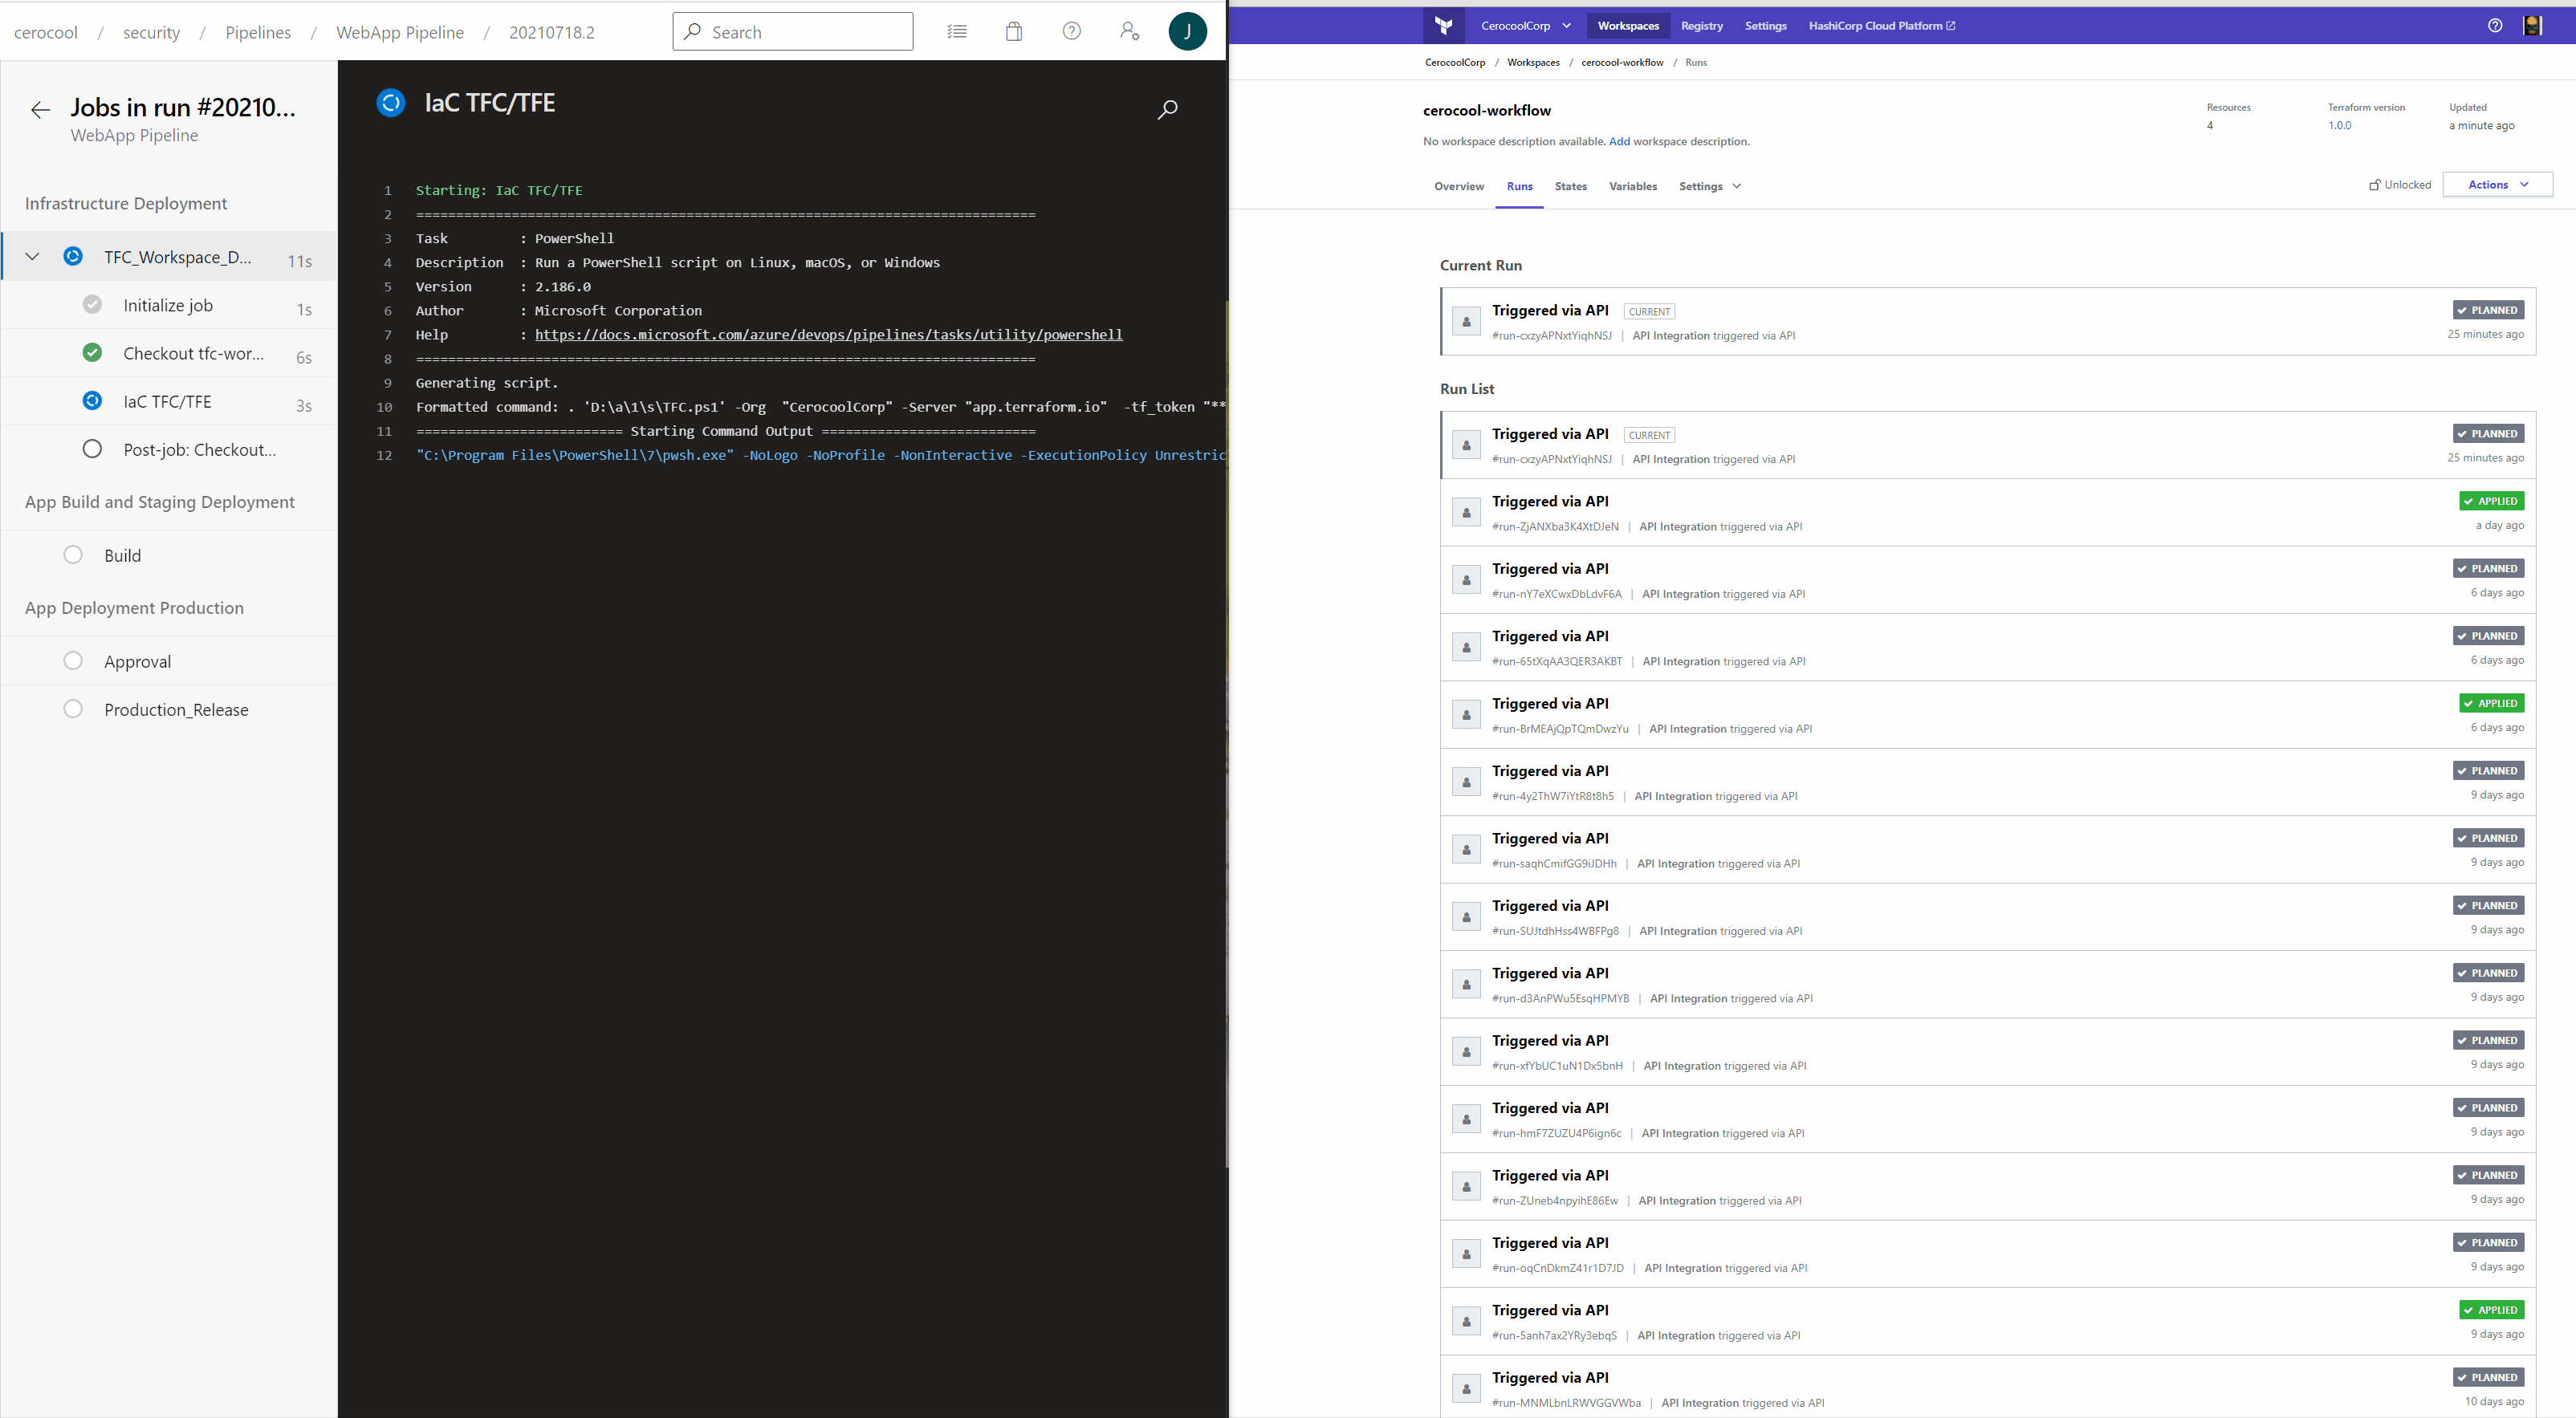 cerocool / security / Pipelines / WebApp Pipeline / 20210718.2
Search
J
Jobs in run #20210...
WebApp Pipeline
Infrastructure Deployment
TFC_Workspace_D... 11s
Initialize job 1s
Checkout tfc-wor... 6s
IaC TFC/TFE 3s
Post-job: Checkout...
App Build and Staging Deployment
Build
App Deployment Production
Approval
Production_Release
IaC TFC/TFE
1 Starting: IaC TFC/TFE
2 ==============================================================================
3 Task : PowerShell
4 Description : Run a PowerShell script on Linux, macOS, or Windows
5 Version : 2.186.0
6 Author : Microsoft Corporation
7 Help : https://docs.microsoft.com/azure/devops/pipelines/tasks/utility/powershell
8 ==============================================================================
9 Generating script.
10 Formatted command: . 'D:\a\1\s\TFC.ps1' -Org "CerocoolCorp" -Server "app.terraform.io" -tf_token "**
11 ========================== Starting Command Output ===========================
12 "C:\Program Files\PowerShell\7\pwsh.exe" -NoLogo -NoProfile -NonInteractive -ExecutionPolicy Unrestric
CerocoolCorp Workspaces Registry Settings HashiCorp Cloud Platform
CerocoolCorp / Workspaces / cerocool-workflow / Runs
cerocool-workflow
No workspace description available. Add workspace description.
Resources
4
Terraform version
1.0.0
Updated
a minute ago
Overview Runs States Variables Settings
Unlocked
Actions
Current Run
Triggered via API CURRENT PLANNED
#run-cxzyAPNxtYiqhNSJ | API Integration triggered via API 25 minutes ago
Run List
Triggered via API CURRENT PLANNED
#run-cxzyAPNxtYiqhNSJ | API Integration triggered via API 25 minutes ago
Triggered via API APPLIED
#run-ZjANXba3K4XtDJeN | API Integration triggered via API a day ago
Triggered via API PLANNED
#run-nY7eXCwxDbLdvF6A | API Integration triggered via API 6 days ago
Triggered via API PLANNED
#run-65tXqAA3QER3AKBT | API Integration triggered via API 6 days ago
Triggered via API APPLIED
#run-BrMEAjQpTQmDwzYu | API Integration triggered via API 6 days ago
Triggered via API PLANNED
#run-4y2ThW7iYtR8t8h5 | API Integration triggered via API 9 days ago
Triggered via API PLANNED
#run-saqhCmifGG9iJDHh | API Integration triggered via API 9 days ago
Triggered via API PLANNED
#run-SUJtdhHss4WBFPg8 | API Integration triggered via API 9 days ago
Triggered via API PLANNED
#run-d3AnPWu5EsqHPMYB | API Integration triggered via API 9 days ago
Triggered via API PLANNED
#run-xfYbUC1uN1Dx5bnH | API Integration triggered via API 9 days ago
Triggered via API PLANNED
#run-hmF7ZUZU4P6ign6c | API Integration triggered via API 9 days ago
Triggered via API PLANNED
#run-ZUneb4npyihE86Ew | API Integration triggered via API 9 days ago
Triggered via API PLANNED
#run-oqCnDkmZ41r1D7JD | API Integration triggered via API 9 days ago
Triggered via API APPLIED
#run-5anh7ax2YRy3ebqS | API Integration triggered via API 9 days ago
Triggered via API PLANNED
#run-MNMLbnLRWVGGVWba | API Integration triggered via API 10 days ago